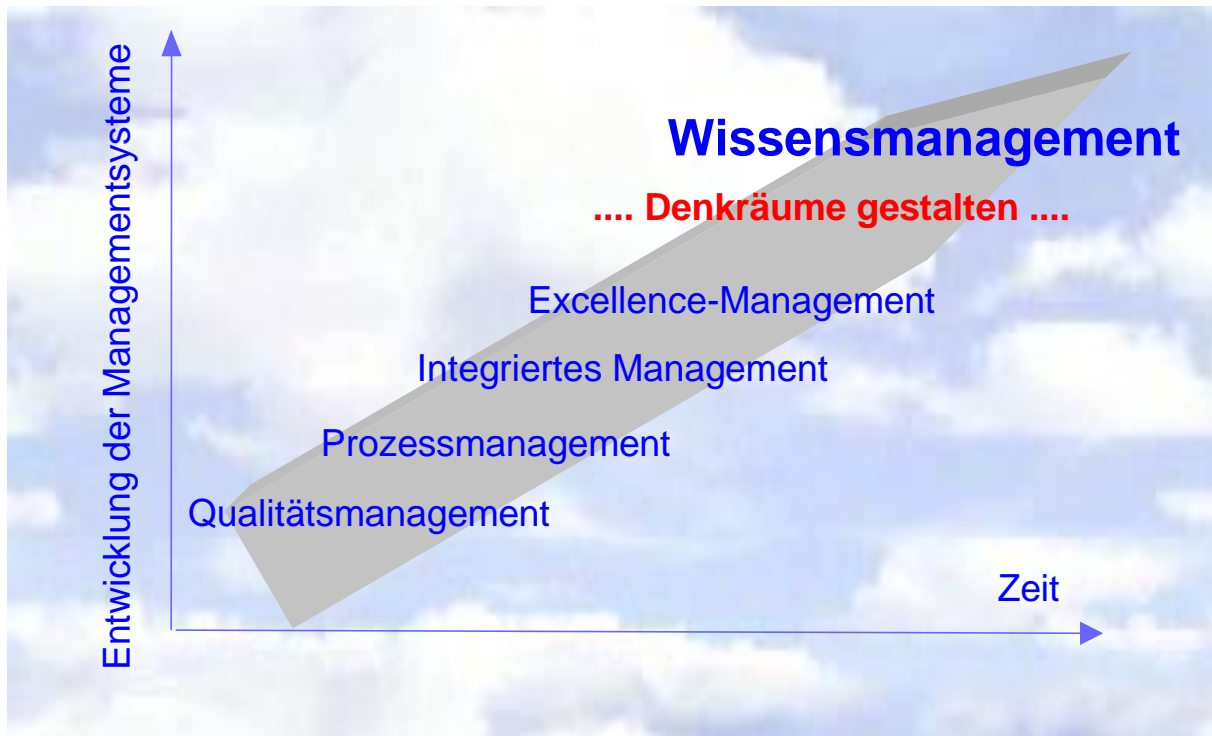 Entwicklung der Managementsysteme
Wissensmanagement
.... Denkräume gestalten ....
Excellence-Management
Integriertes Management
Prozessmanagement
Qualitätsmanagement
Zeit